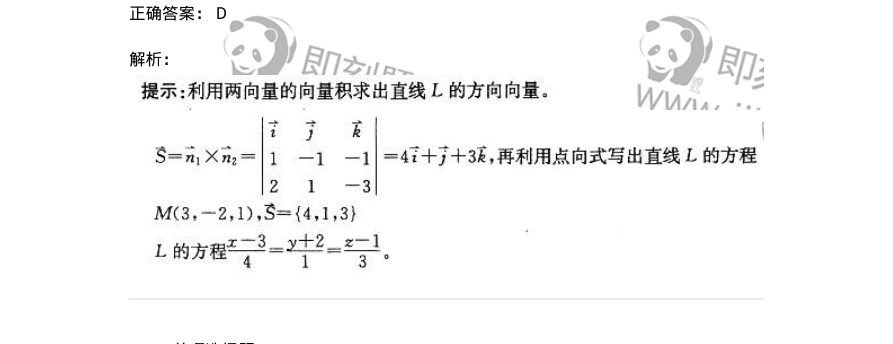 正确答案： D
解析：
提示:利用两向量的向量积求出直线 L 的方向向量。
i⃗ j⃗ k⃗
S⃗=n⃗₁×n⃗₂= 1 −1 −1 =4i⃗+j⃗+3k⃗,再利用点向式写出直线 L 的方程
2 1 −3
M(3,−2,1),S⃗={4,1,3}
L 的方程 (x−3)/4=(y+2)/1=(z−1)/3。